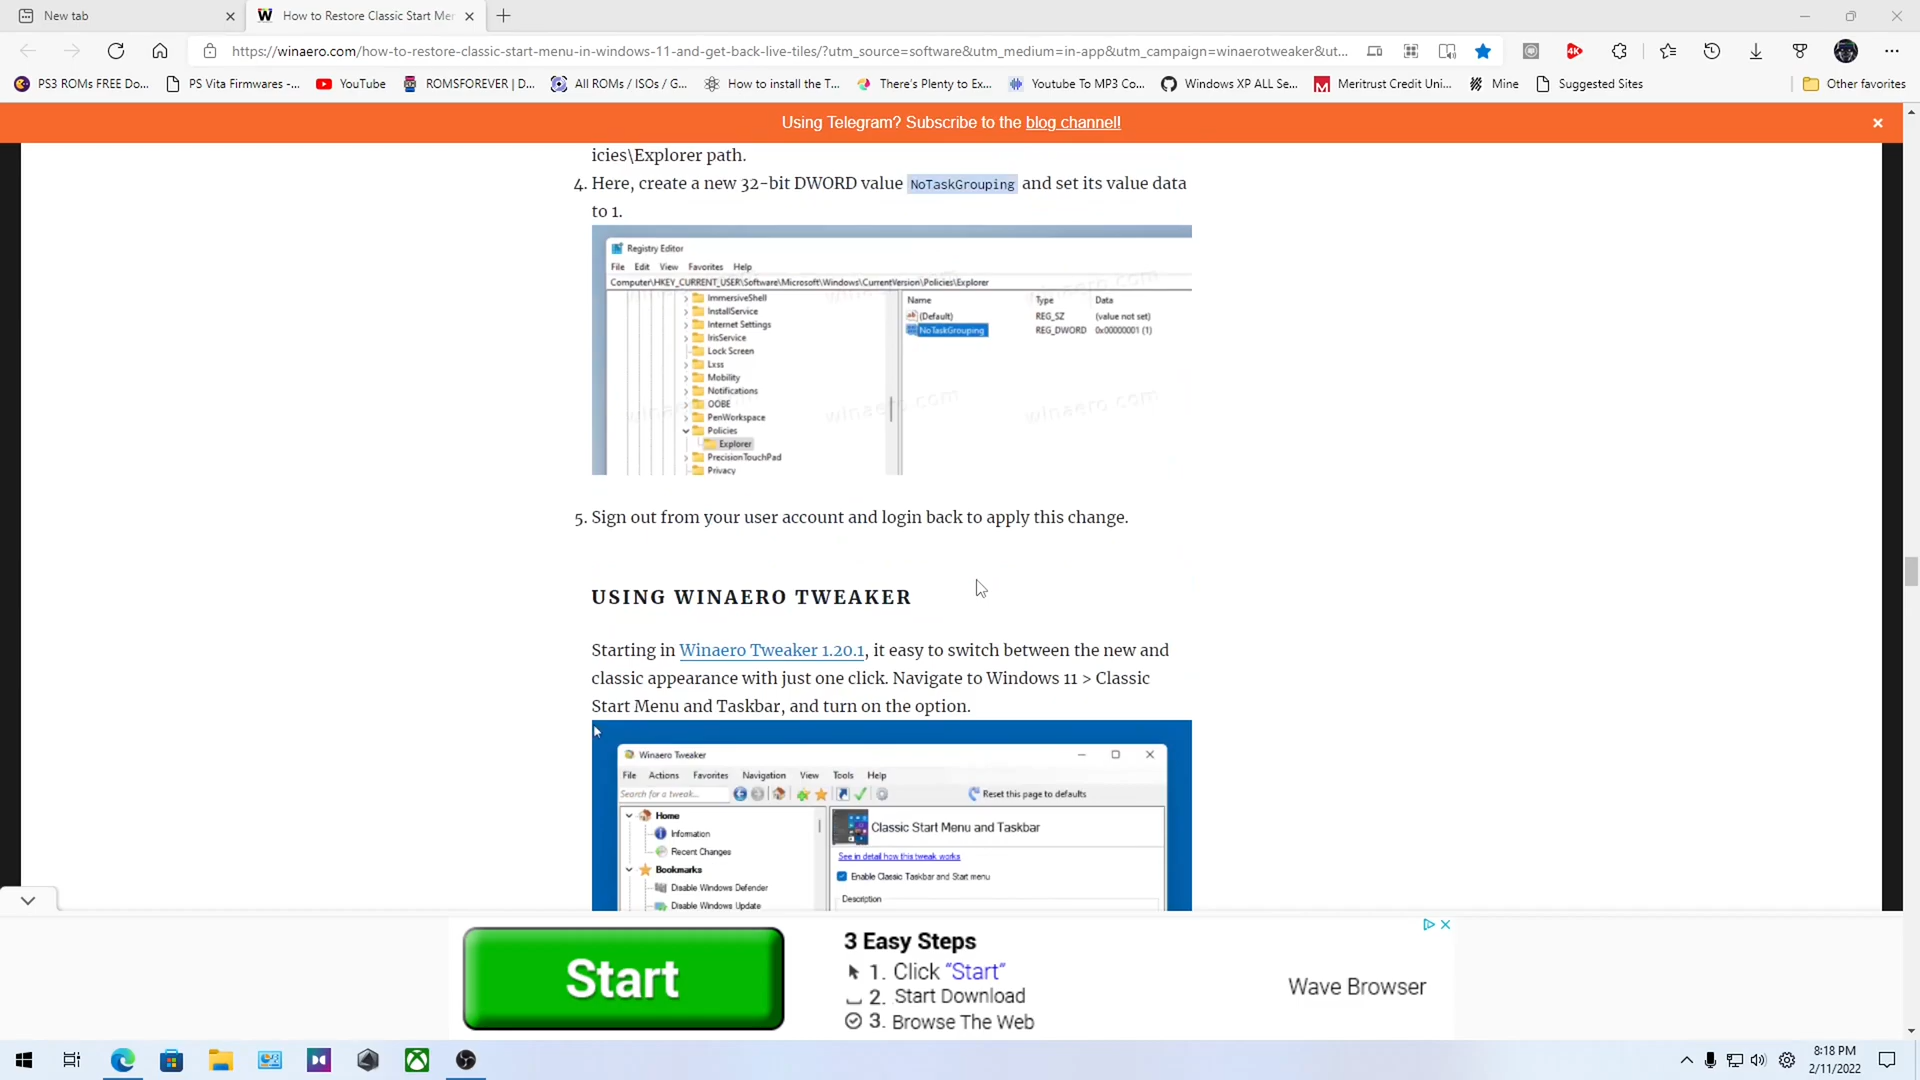 New tab
How to Restore Classic Start Mer
https://winaero.com/how-to-restore-classic-start-menu-in-windows-11-and-get-back-live-tiles/?utm_source=software&utm_medium=in-app&utm_campaign=winaerotweaker&ut...
PS3 ROMs FREE Do...
PS Vita Firmwares -...
YouTube
ROMSFOREVER | D...
All ROMs / ISOs / G...
How to install the T...
There's Plenty to Ex...
Youtube To MP3 Co...
Windows XP ALL Se...
Meritrust Credit Uni...
Mine
Suggested Sites
Other favorites
Using Telegram? Subscribe to the blog channel!
icies\Explorer path.
4. Here, create a new 32-bit DWORD value NoTaskGrouping and set its value data
to 1.
Registry Editor
File Edit View Favorites Help
Computer\HKEY_CURRENT_USER\Software\Microsoft\Windows\CurrentVersion\Policies\Explorer
ImmersiveShell
InstallService
Internet Settings
IrisService
Lock Screen
Lxss
Mobility
Notifications
OOBE
PenWorkspace
Policies
Explorer
PrecisionTouchPad
Privacy
Name Type Data
(Default) REG_SZ (value not set)
NoTaskGrouping REG_DWORD 0x00000001 (1)
winaero.com
winaero.com
5. Sign out from your user account and login back to apply this change.
USING WINAERO TWEAKER
Starting in Winaero Tweaker 1.20.1, it easy to switch between the new and
classic appearance with just one click. Navigate to Windows 11 > Classic
Start Menu and Taskbar, and turn on the option.
Winaero Tweaker
File Actions Favorites Navigation View Tools Help
Search for a tweak...
Reset this page to defaults
Home
Information
Recent Changes
Bookmarks
Disable Windows Defender
Disable Windows Update
Classic Start Menu and Taskbar
See in detail how this tweak works
Enable Classic Taskbar and Start menu
Description
Start
3 Easy Steps
1. Click "Start"
2. Start Download
3. Browse The Web
Wave Browser
8:18 PM
2/11/2022